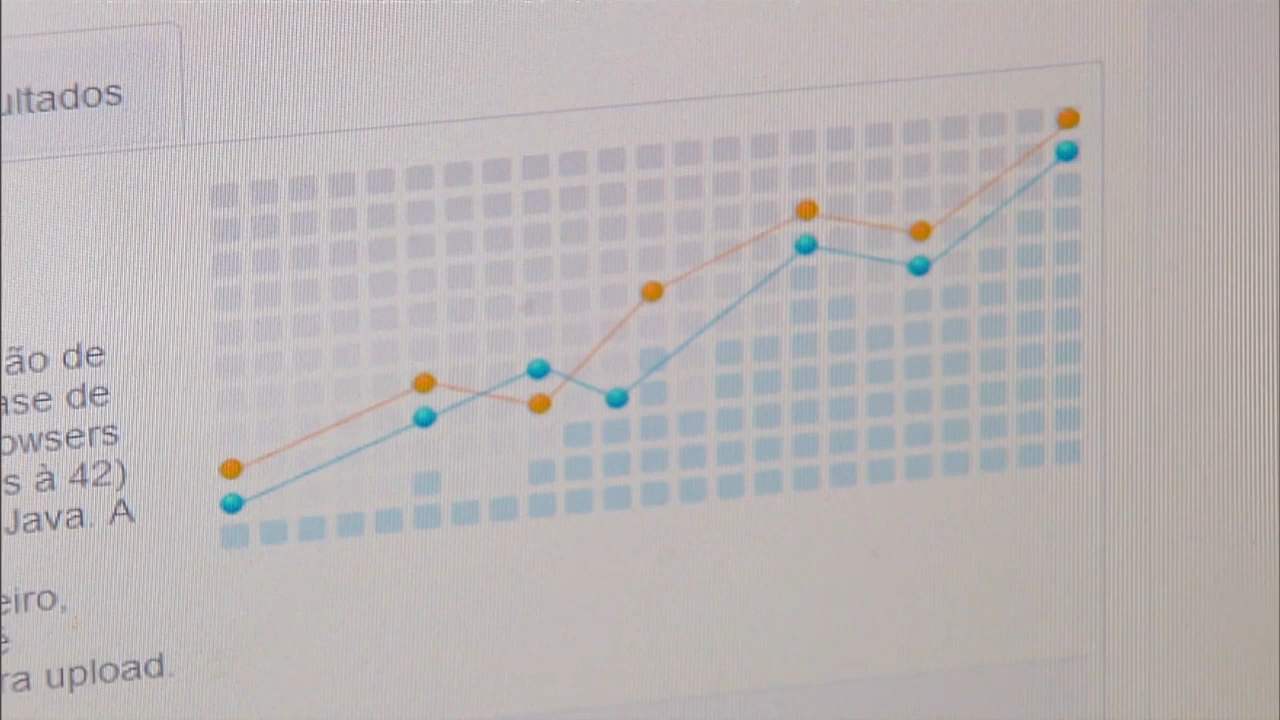 ultados
ão de
ase de
owsers
s à 42)
Java. A
eiro,
ra upload.